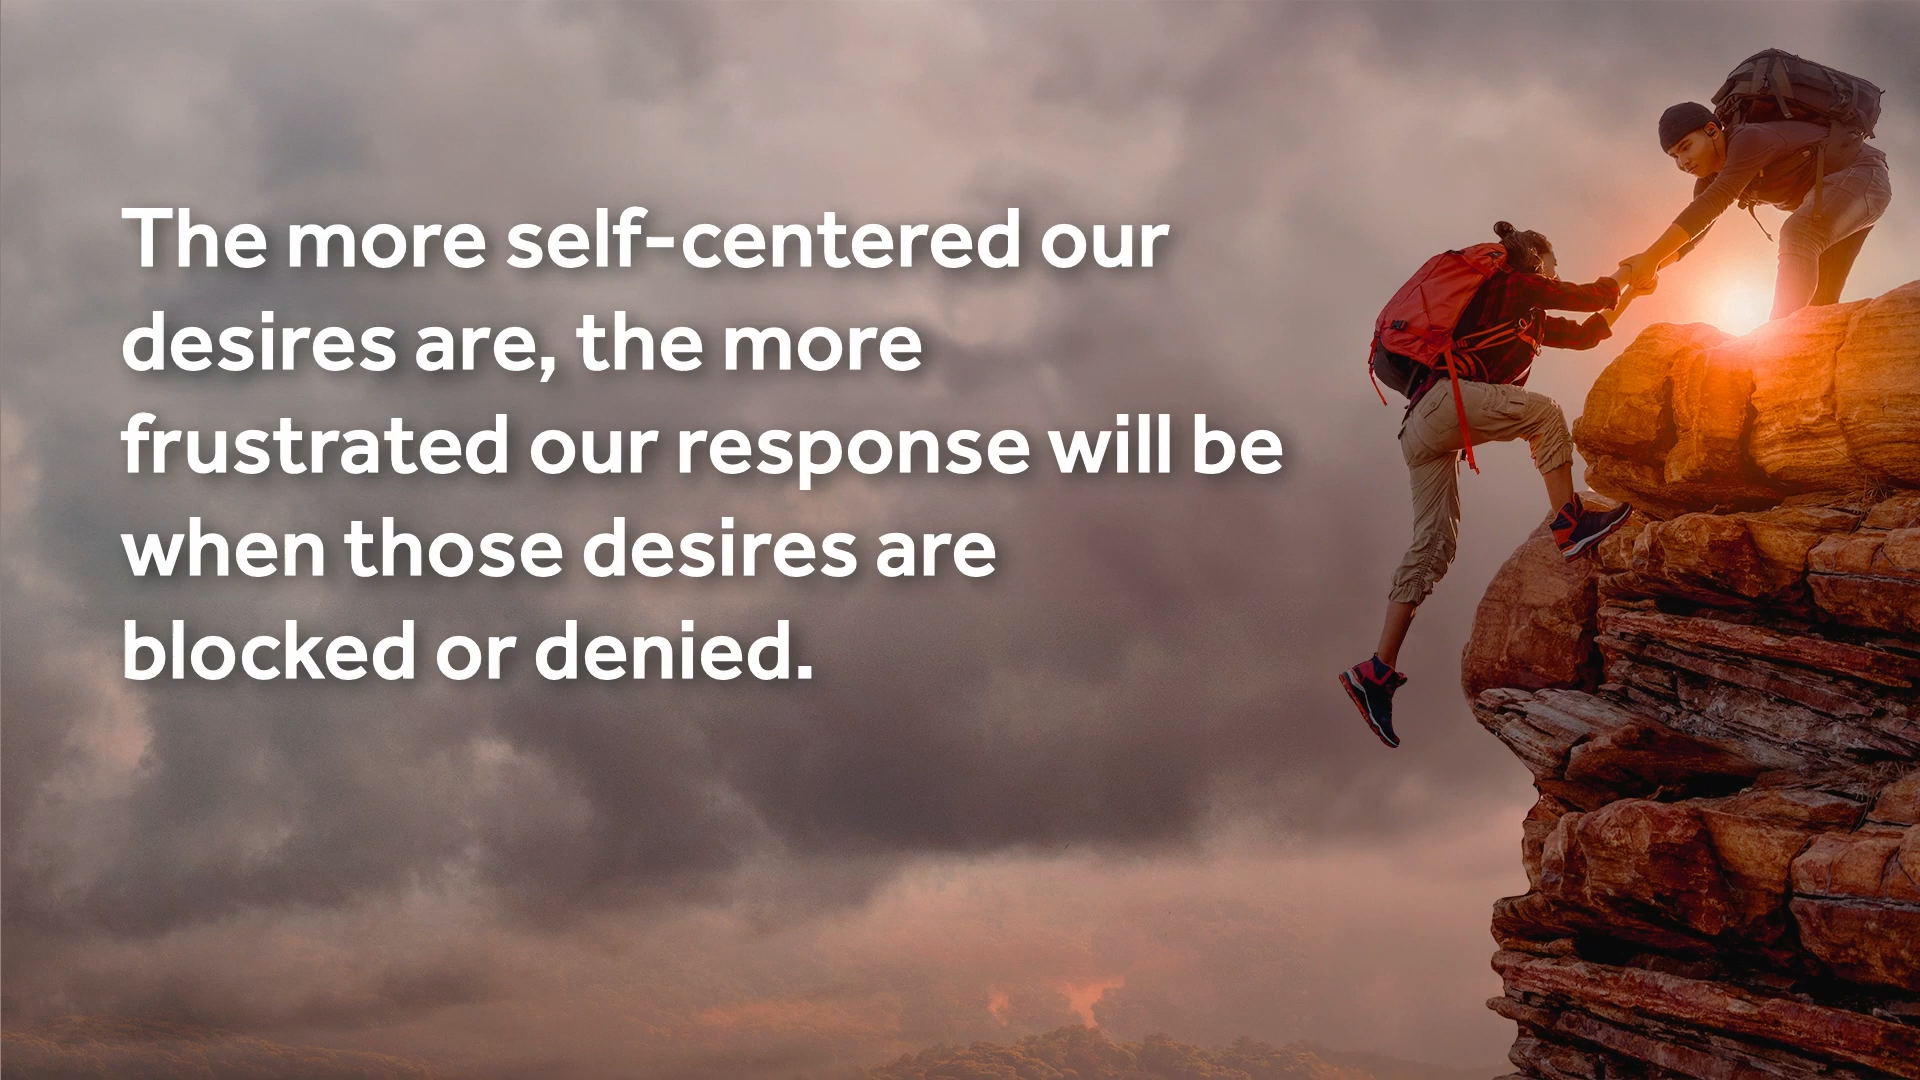 The more self-centered our
desires are, the more
frustrated our response will be
when those desires are
blocked or denied.